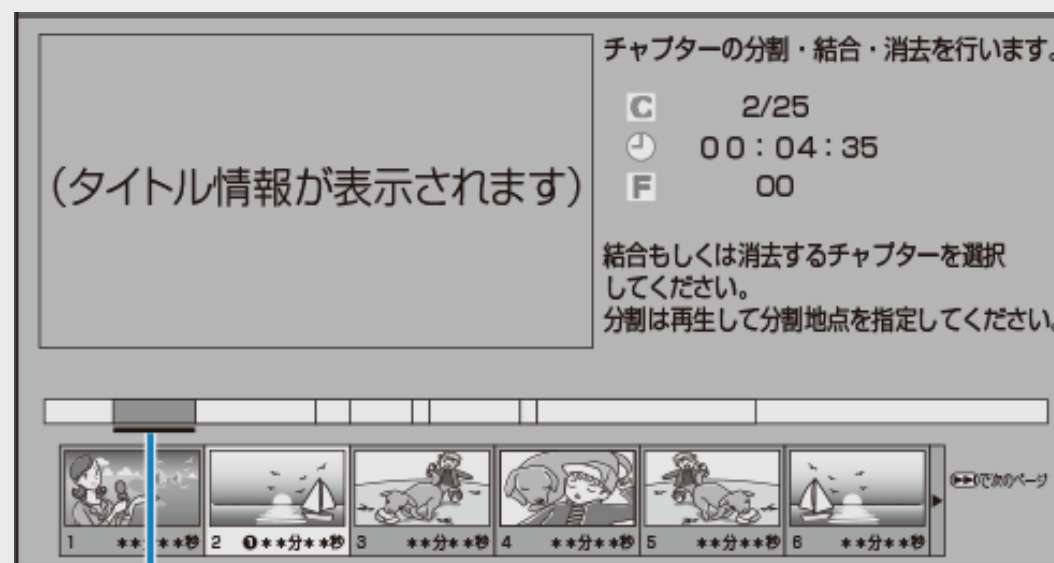 (タイトル情報が表示されます)
チャプターの分割・結合・消去を行います。
C 2/25
00:04:35
F 00
結合もしくは消去するチャプターを選択
してください。
分割は再生して分割地点を指定してください。
1 **分**秒 2 ❶**分**秒 3 **分**秒 4 **分**秒 5 **分**秒 6 **分**秒
▶▶で次のページ